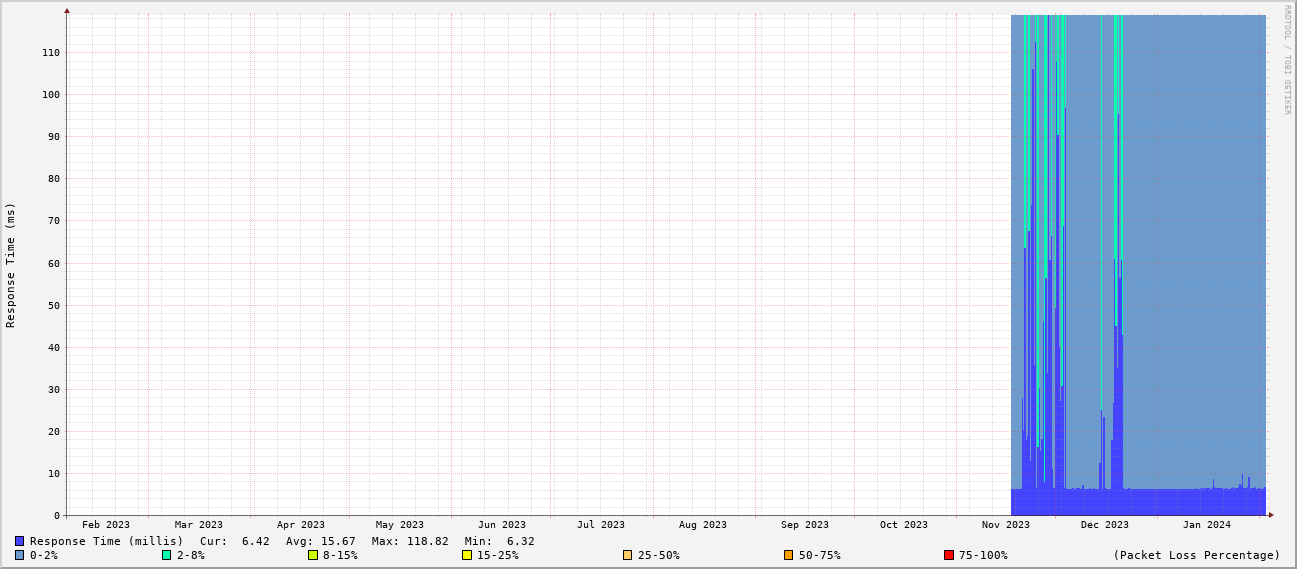 RRDTOOL / TOBI OETIKER
Response Time (ms)
110
100
90
80
70
60
50
40
30
20
10
0
Feb 2023 Mar 2023 Apr 2023 May 2023 Jun 2023 Jul 2023 Aug 2023 Sep 2023 Oct 2023 Nov 2023 Dec 2023 Jan 2024
Response Time (millis) Cur: 6.42 Avg: 15.67 Max: 118.82 Min: 6.32
0-2% 2-8% 8-15% 15-25% 25-50% 50-75% 75-100% (Packet Loss Percentage)